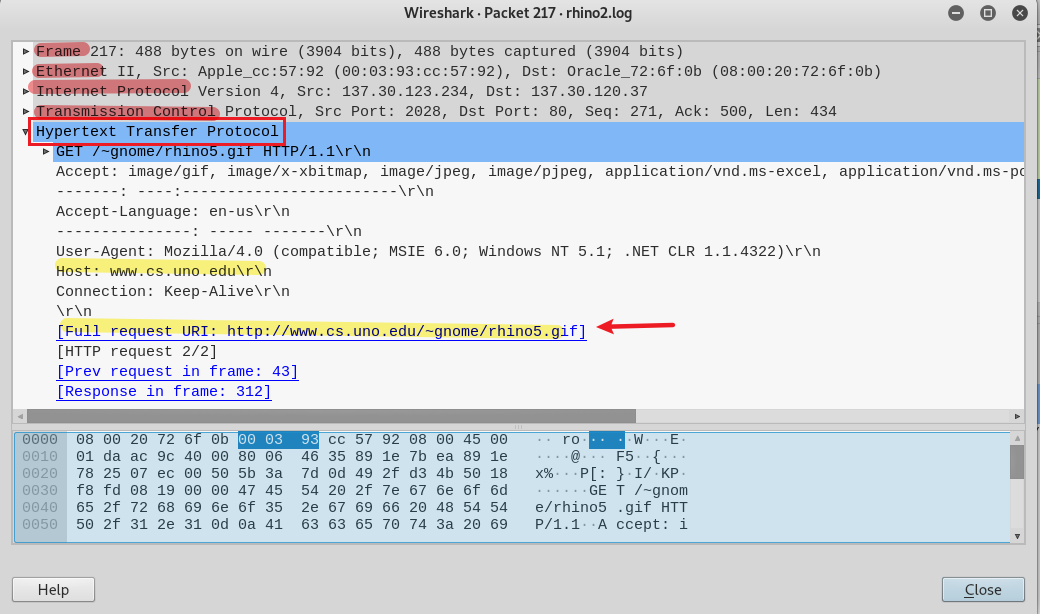 Wireshark · Packet 217 · rhino2.log
Frame 217: 488 bytes on wire (3904 bits), 488 bytes captured (3904 bits)
Ethernet II, Src: Apple_cc:57:92 (00:03:93:cc:57:92), Dst: Oracle_72:6f:0b (08:00:20:72:6f:0b)
Internet Protocol Version 4, Src: 137.30.123.234, Dst: 137.30.120.37
Transmission Control Protocol, Src Port: 2028, Dst Port: 80, Seq: 271, Ack: 500, Len: 434
Hypertext Transfer Protocol
GET /~gnome/rhino5.gif HTTP/1.1\r\n
Accept: image/gif, image/x-xbitmap, image/jpeg, image/pjpeg, application/vnd.ms-excel, application/vnd.ms-po
-------: ----:------------------------\r\n
Accept-Language: en-us\r\n
---------------: ----- -------\r\n
User-Agent: Mozilla/4.0 (compatible; MSIE 6.0; Windows NT 5.1; .NET CLR 1.1.4322)\r\n
Host: www.cs.uno.edu\r\n
Connection: Keep-Alive\r\n
\r\n
[Full request URI: http://www.cs.uno.edu/~gnome/rhino5.gif]
[HTTP request 2/2]
[Prev request in frame: 43]
[Response in frame: 312]
0000 08 00 20 72 6f 0b 00 03 93 cc 57 92 08 00 45 00 ·· ro··· ·W···E·
0010 01 da ac 9c 40 00 80 06 46 35 89 1e 7b ea 89 1e ····@··· F5··{···
0020 78 25 07 ec 00 50 5b 3a 7d 0d 49 2f d3 4b 50 18 x%···P[: }·I/·KP·
0030 f8 fd 08 19 00 00 47 45 54 20 2f 7e 67 6e 6f 6d ······GE T /~gnom
0040 65 2f 72 68 69 6e 6f 35 2e 67 69 66 20 48 54 54 e/rhino5 .gif HTT
0050 50 2f 31 2e 31 0d 0a 41 63 63 65 70 74 3a 20 69 P/1.1··A ccept: i
Help
Close